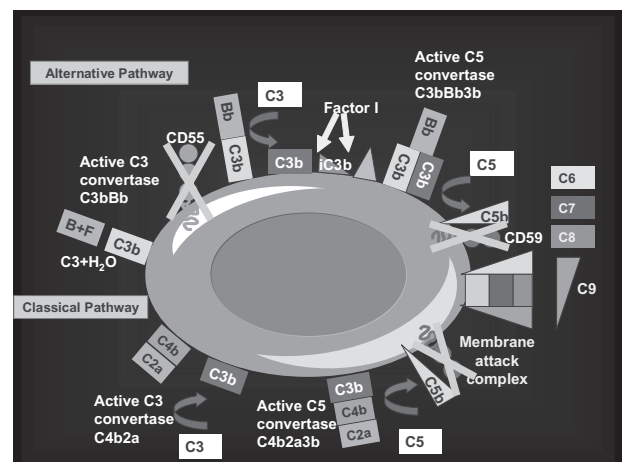 Alternative Pathway
Active C5
convertase
C3bBb3b
C3
Factor I
Bb
C3b
CD55
C3b
iC3b
Bb
C3b
C3b
C5
Active C3
convertase
C3bBb
C6
C7
C8
C5b
CD59
B+F
C3b
C3+H₂O
C9
Classical Pathway
Membrane
attack
complex
C4b
C2a
C3b
C3b
C4b
C2a
C5b
Active C3
convertase
C4b2a
C3
Active C5
convertase
C4b2a3b
C5